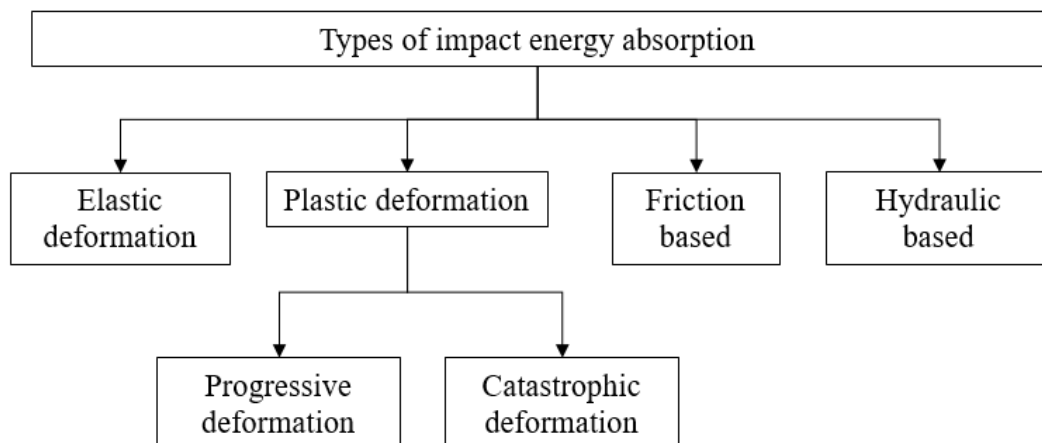 Types of impact energy absorption
Elastic
deformation
Plastic deformation
Friction
based
Hydraulic
based
Progressive
deformation
Catastrophic
deformation